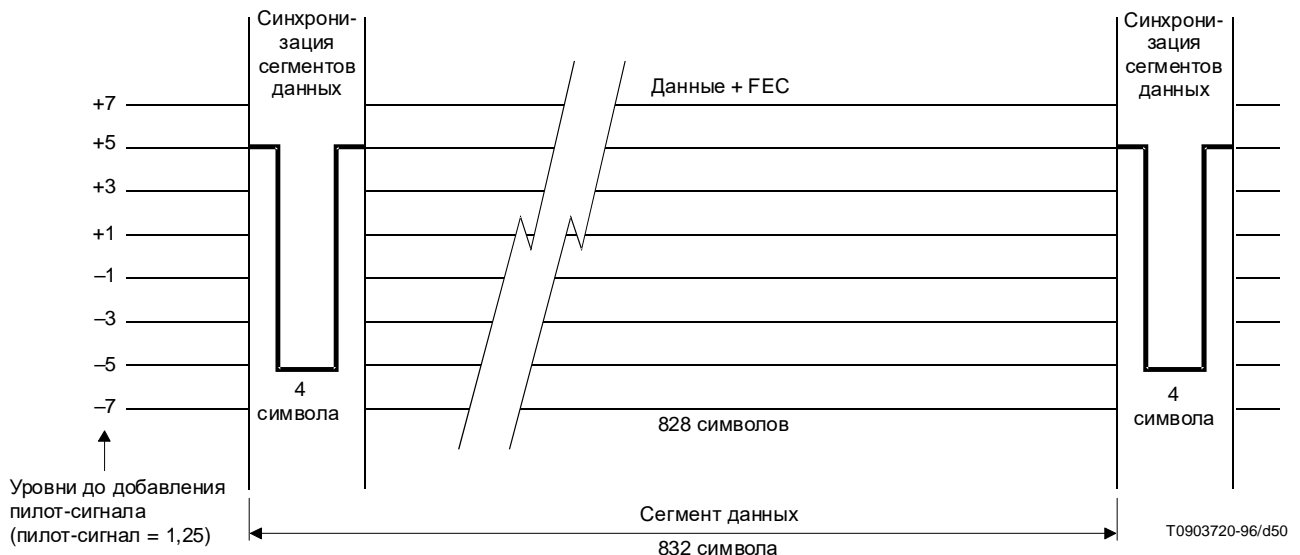 Синхрони-
зация
сегментов
данных
Синхрони-
зация
сегментов
данных
Данные + FEC
+7
+5
+3
+1
–1
–3
–5
–7
4
символа
828 символов
4
символа
Уровни до добавления
пилот-сигнала
(пилот-сигнал = 1,25)
Сегмент данных
832 символа
T0903720-96/d50